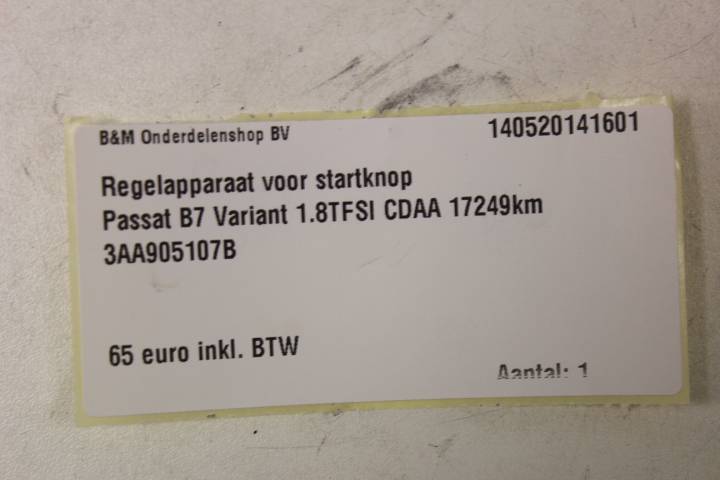 B&M Onderdelenshop BV
140520141601
Regelapparaat voor startknop
Passat B7 Variant 1.8TFSI CDAA 17249km
3AA905107B
65 euro inkl. BTW
Aantal: 1